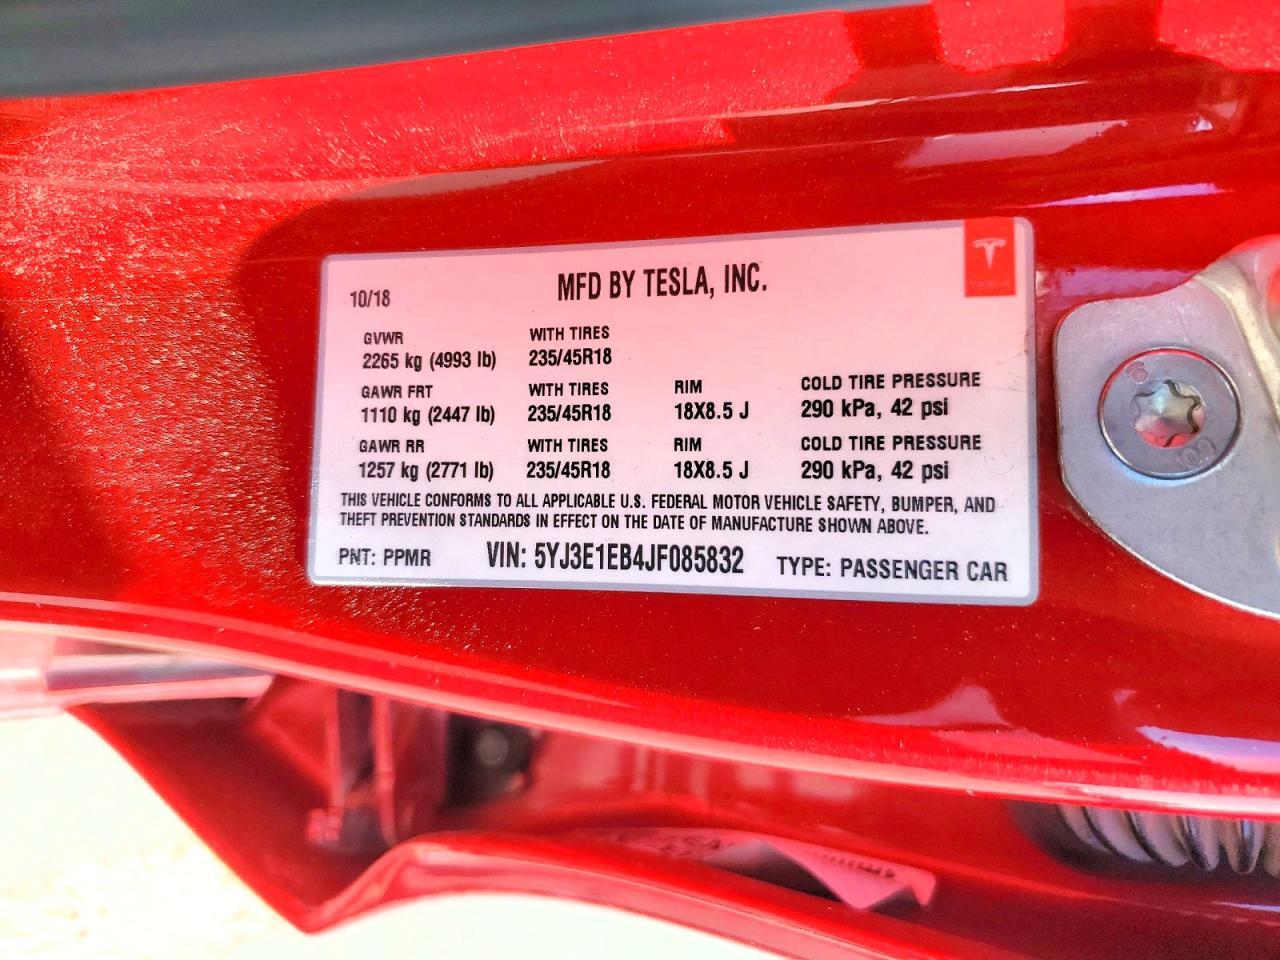 TESLA
MFD BY TESLA, INC.
10/18
GVWR WITH TIRES
2265 kg (4993 lb) 235/45R18
GAWR FRT WITH TIRES RIM COLD TIRE PRESSURE
1110 kg (2447 lb) 235/45R18 18X8.5 J 290 kPa, 42 psi
GAWR RR WITH TIRES RIM COLD TIRE PRESSURE
1257 kg (2771 lb) 235/45R18 18X8.5 J 290 kPa, 42 psi
THIS VEHICLE CONFORMS TO ALL APPLICABLE U.S. FEDERAL MOTOR VEHICLE SAFETY, BUMPER, AND
THEFT PREVENTION STANDARDS IN EFFECT ON THE DATE OF MANUFACTURE SHOWN ABOVE.
PNT: PPMR VIN: 5YJ3E1EB4JF085832 TYPE: PASSENGER CAR